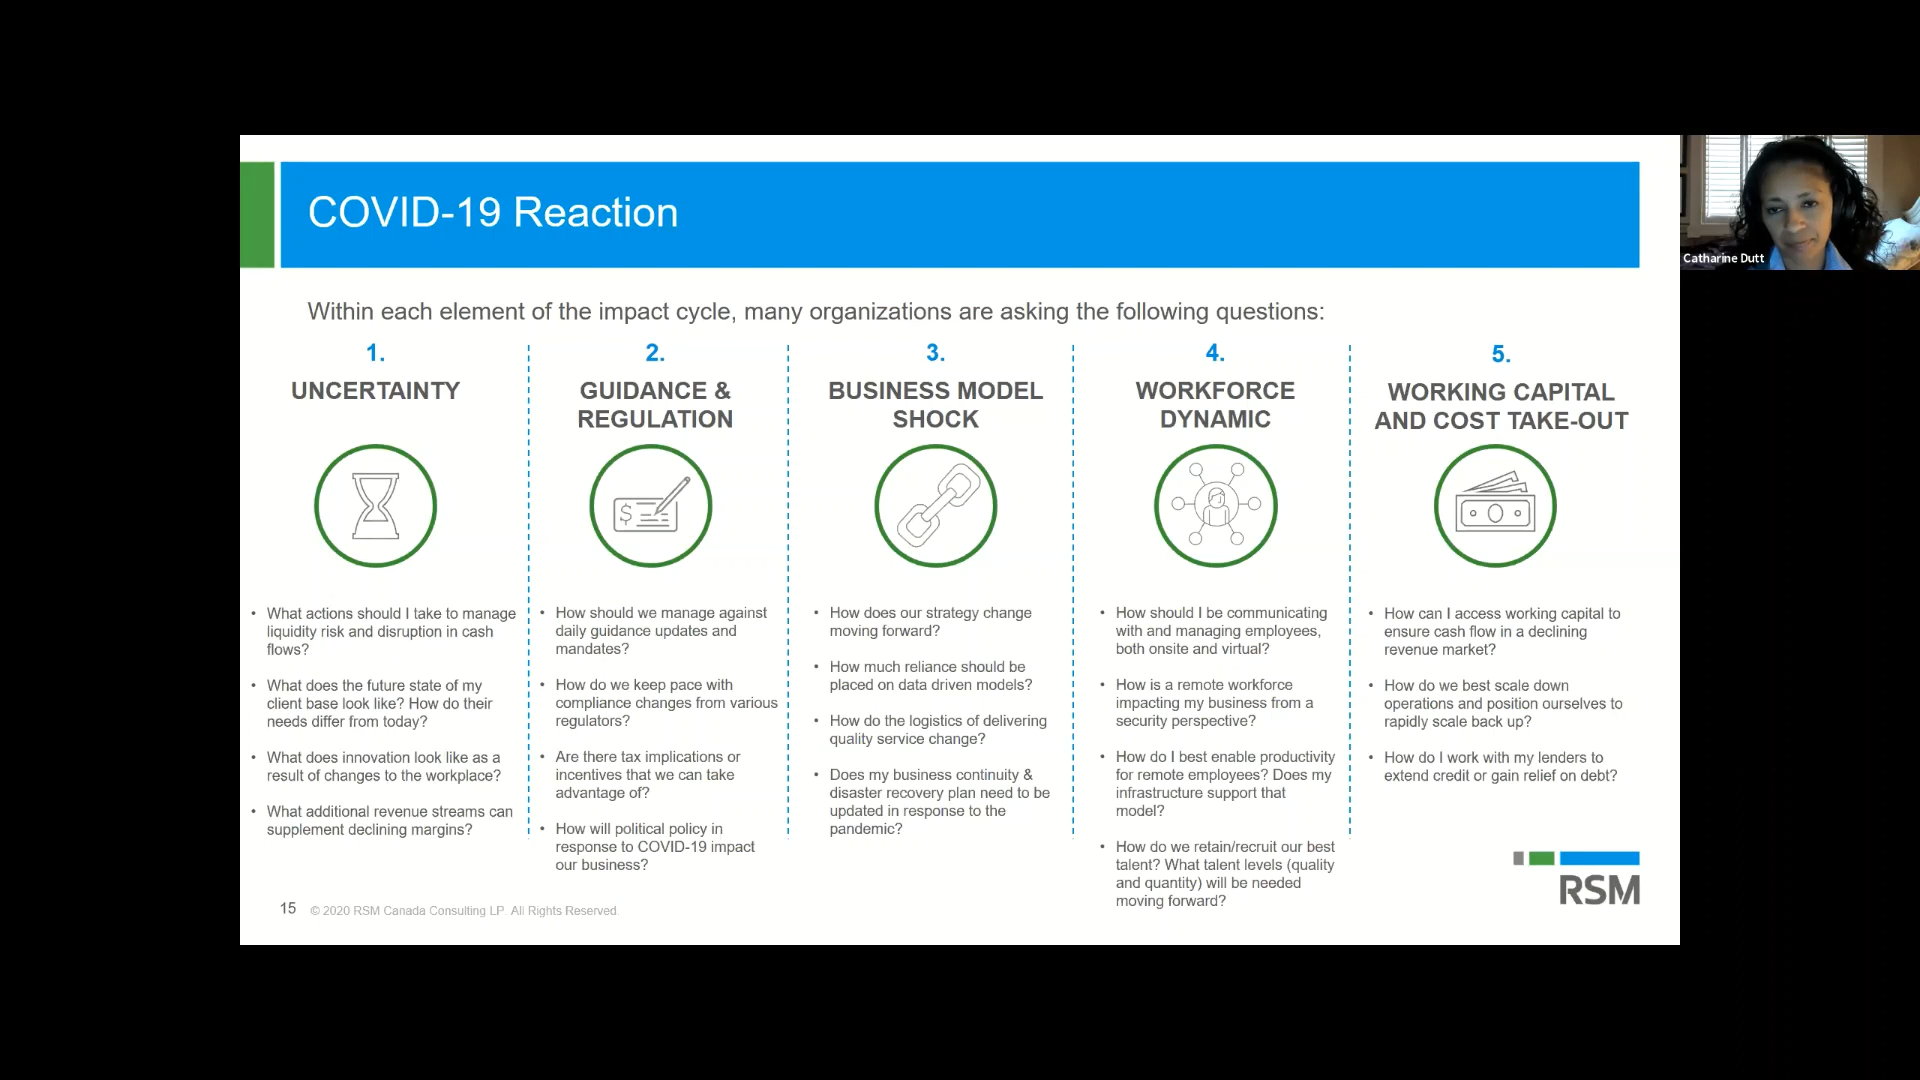 COVID-19 Reaction
Catharine Dutt
Within each element of the impact cycle, many organizations are asking the following questions:
1.
UNCERTAINTY
• What actions should I take to manage
liquidity risk and disruption in cash
flows?
• What does the future state of my
client base look like? How do their
needs differ from today?
• What does innovation look like as a
result of changes to the workplace?
• What additional revenue streams can
supplement declining margins?
2.
GUIDANCE &
REGULATION
$
• How should we manage against
daily guidance updates and
mandates?
• How do we keep pace with
compliance changes from various
regulators?
• Are there tax implications or
incentives that we can take
advantage of?
• How will political policy in
response to COVID-19 impact
our business?
3.
BUSINESS MODEL
SHOCK
• How does our strategy change
moving forward?
• How much reliance should be
placed on data driven models?
• How do the logistics of delivering
quality service change?
• Does my business continuity &
disaster recovery plan need to be
updated in response to the
pandemic?
4.
WORKFORCE
DYNAMIC
• How should I be communicating
with and managing employees,
both onsite and virtual?
• How is a remote workforce
impacting my business from a
security perspective?
• How do I best enable productivity
for remote employees? Does my
infrastructure support that
model?
• How do we retain/recruit our best
talent? What talent levels (quality
and quantity) will be needed
moving forward?
5.
WORKING CAPITAL
AND COST TAKE-OUT
• How can I access working capital to
ensure cash flow in a declining
revenue market?
• How do we best scale down
operations and position ourselves to
rapidly scale back up?
• How do I work with my lenders to
extend credit or gain relief on debt?
15 © 2020 RSM Canada Consulting LP. All Rights Reserved.
RSM